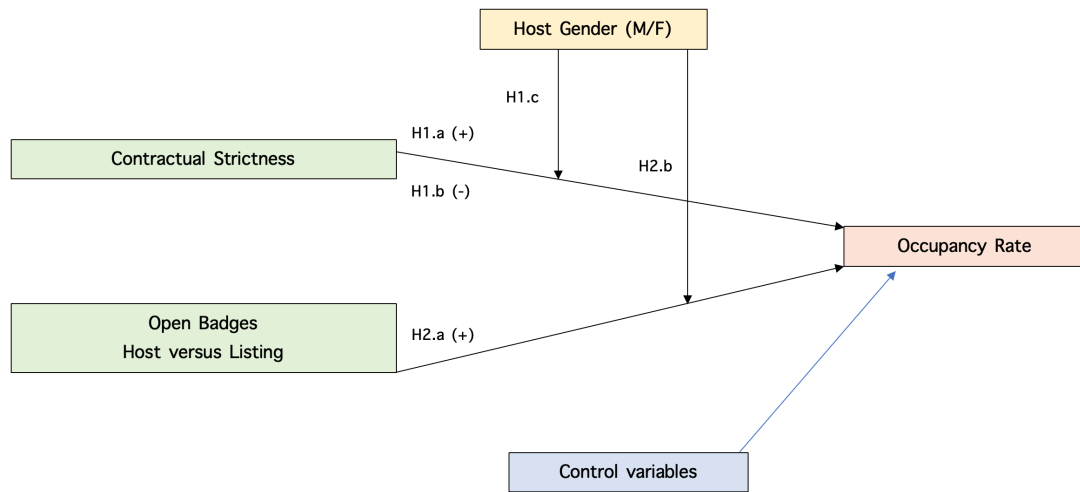 Host Gender (M/F)
H1.c
H1.a (+)
Contractual Strictness
H2.b
H1.b (-)
Occupancy Rate
Open Badges
Host versus Listing
H2.a (+)
Control variables